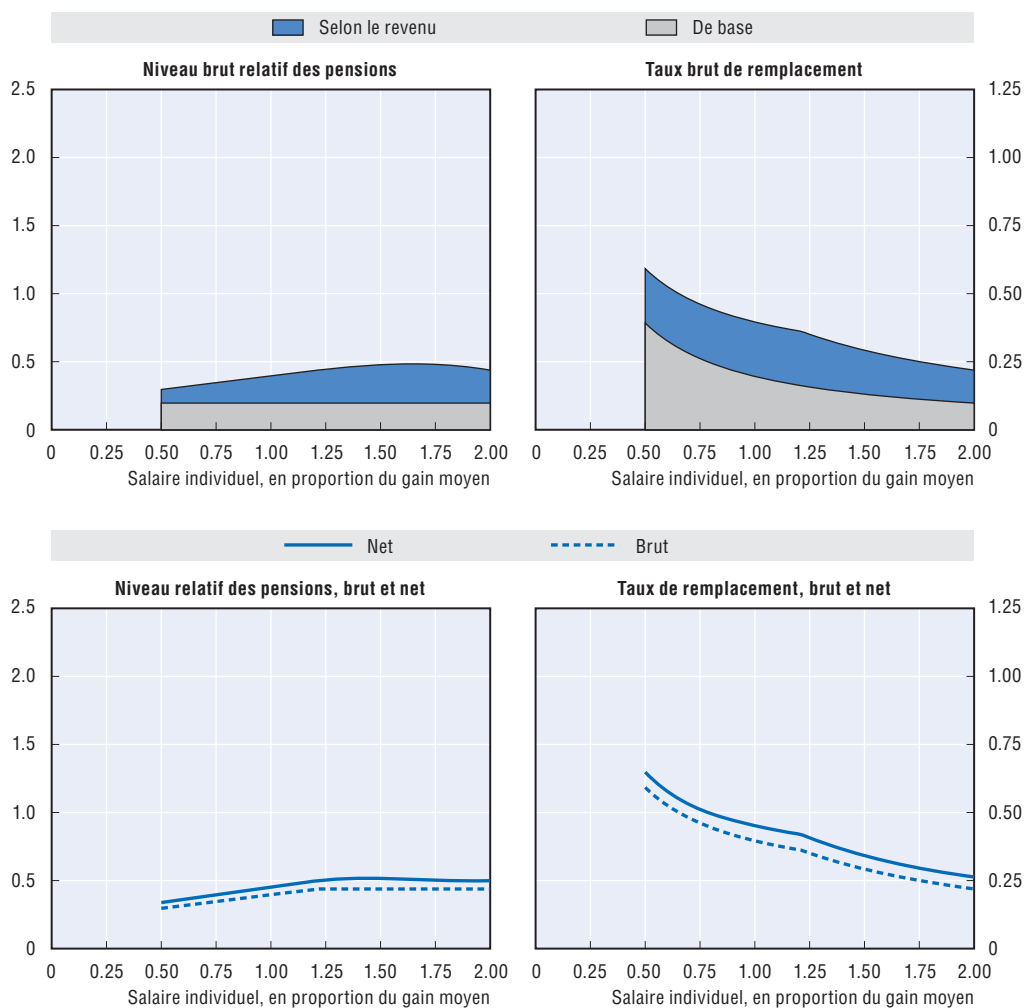 Selon le revenu De base
Niveau brut relatif des pensions Taux brut de remplacement
2.5 1.25
2.0 1.00
1.5 0.75
1.0 0.50
0.5 0.25
0 0
0 0.25 0.50 0.75 1.00 1.25 1.50 1.75 2.00 0 0.25 0.50 0.75 1.00 1.25 1.50 1.75 2.00
Salaire individuel, en proportion du gain moyen Salaire individuel, en proportion du gain moyen
Net Brut
Niveau relatif des pensions, brut et net Taux de remplacement, brut et net
2.5 1.25
2.0 1.00
1.5 0.75
1.0 0.50
0.5 0.25
0 0
0 0.25 0.50 0.75 1.00 1.25 1.50 1.75 2.00 0 0.25 0.50 0.75 1.00 1.25 1.50 1.75 2.00
Salaire individuel, en proportion du gain moyen Salaire individuel, en proportion du gain moyen